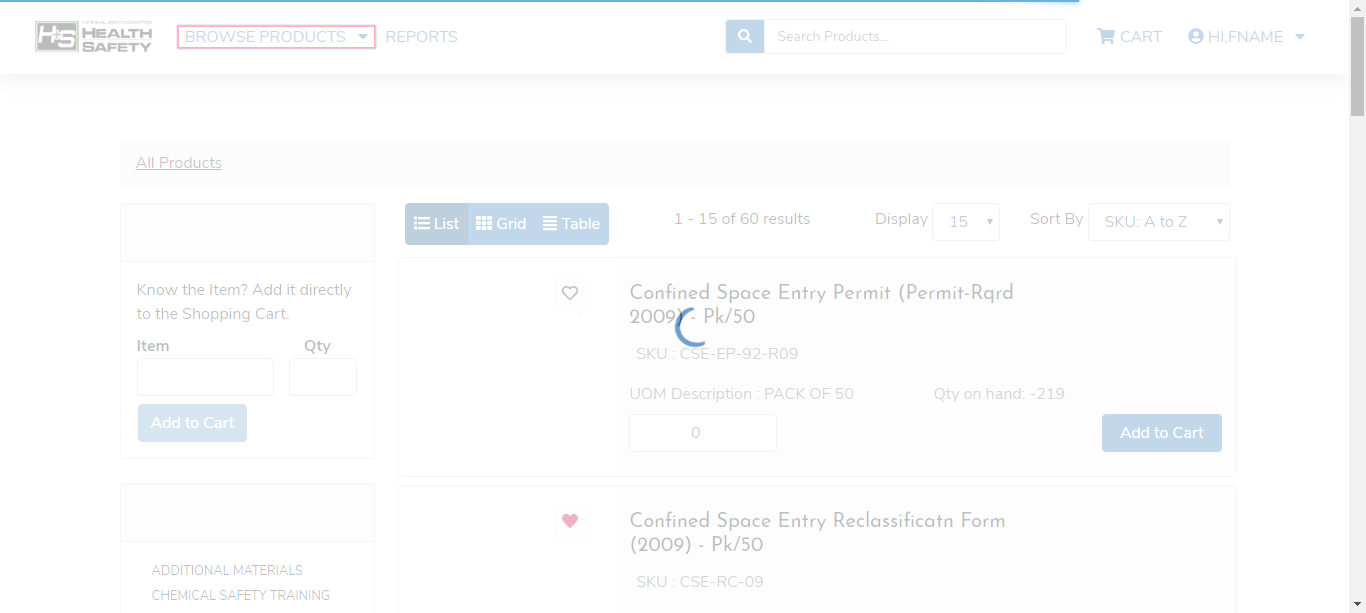 HEALTH
H+S SAFETY
BROWSE PRODUCTS
REPORTS
Search Products...
CART
HI,FNAME
All Products
List
Grid
Table
1 - 15 of 60 results
Display
15
Sort By
SKU: A to Z
Know the Item? Add it directly
to the Shopping Cart.
Item
Qty
Add to Cart
Confined Space Entry Permit (Permit-Rqrd
2009) - Pk/50
SKU : CSE-EP-92-R09
UOM Description : PACK OF 50
Qty on hand: -219
0
Add to Cart
ADDITIONAL MATERIALS
CHEMICAL SAFETY TRAINING
Confined Space Entry Reclassificatn Form
(2009) - Pk/50
SKU : CSE-RC-09